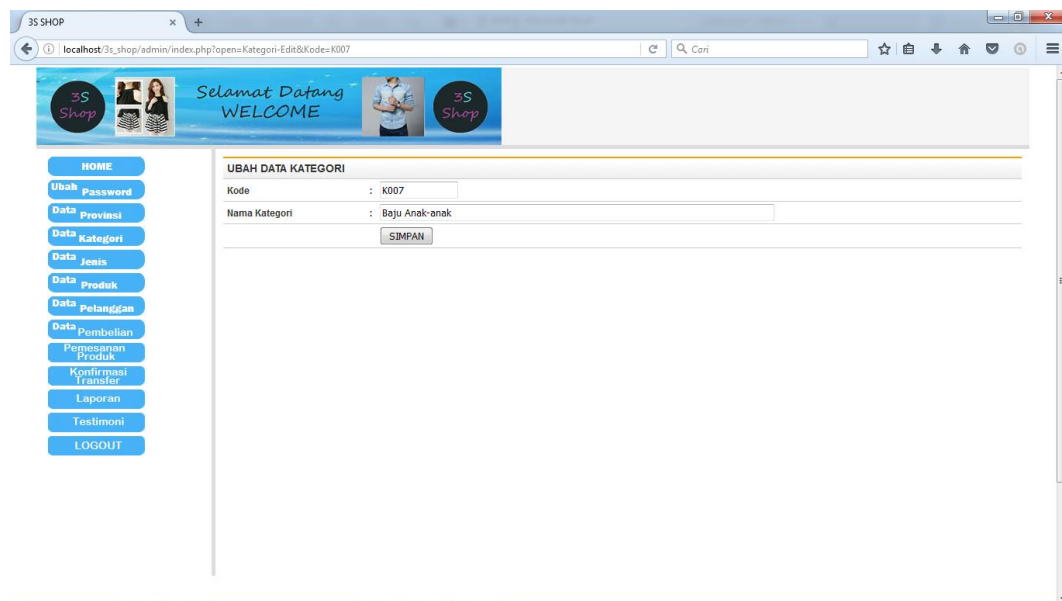 3S SHOP
localhost/3s_shop/admin/index.php?open=Kategori-Edit&Kode=K007
Cari
3S
Shop
Selamat Datang
WELCOME
3S
Shop
HOME
Ubah Password
Data Provinsi
Data Kategori
Data Jenis
Data Produk
Data Pelanggan
Data Pembelian
Pemesanan
Produk
Konfirmasi
Transfer
Laporan
Testimoni
LOGOUT
UBAH DATA KATEGORI
Kode : K007
Nama Kategori : Baju Anak-anak
SIMPAN